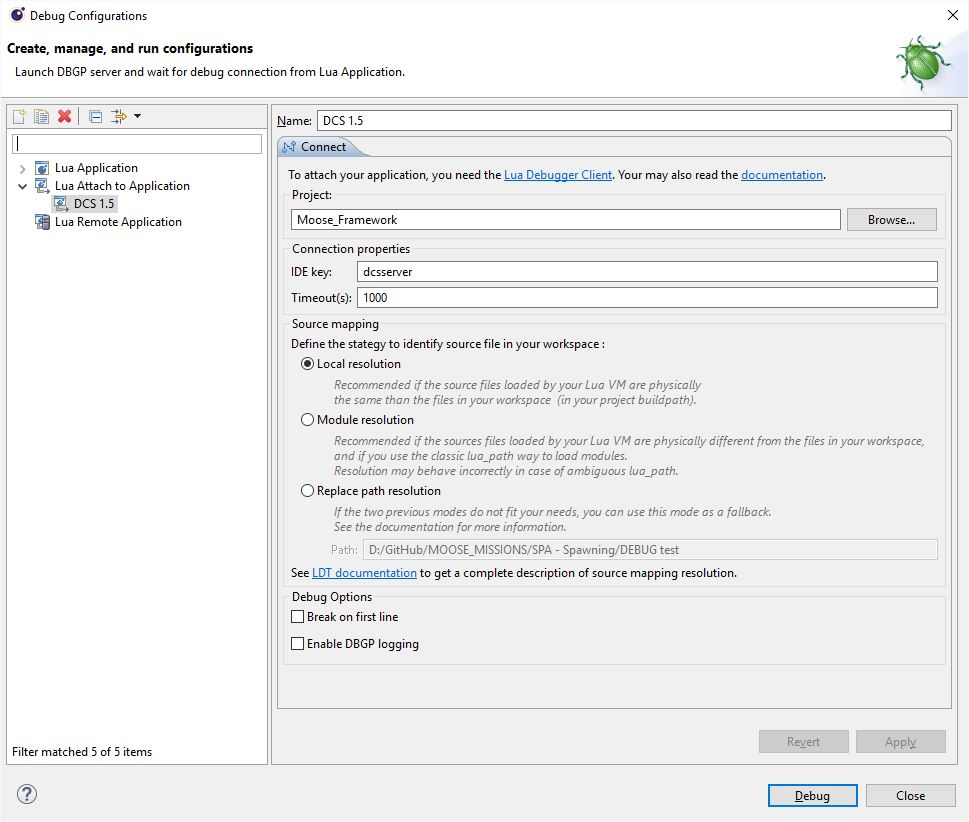 Debug Configurations
Create, manage, and run configurations
Launch DBGP server and wait for debug connection from Lua Application.
Lua Application
Lua Attach to Application
DCS 1.5
Lua Remote Application
Filter matched 5 of 5 items
Name: DCS 1.5
Connect
To attach your application, you need the Lua Debugger Client. Your may also read the documentation.
Project:
Moose_Framework Browse...
Connection properties
IDE key: dcsserver
Timeout(s): 1000
Source mapping
Define the stategy to identify source file in your workspace :
Local resolution
Recommended if the source files loaded by your Lua VM are physically
the same than the files in your workspace (in your project buildpath).
Module resolution
Recommended if the sources files loaded by your Lua VM are physically different from the files in your workspace,
and if you use the classic lua_path way to load modules.
Resolution may behave incorrectly in case of ambiguous lua_path.
Replace path resolution
If the two previous modes do not fit your needs, you can use this mode as a fallback.
See the documentation for more information.
Path: D:/GitHub/MOOSE_MISSIONS/SPA - Spawning/DEBUG test
See LDT documentation to get a complete description of source mapping resolution.
Debug Options
Break on first line
Enable DBGP logging
Revert Apply
? Debug Close